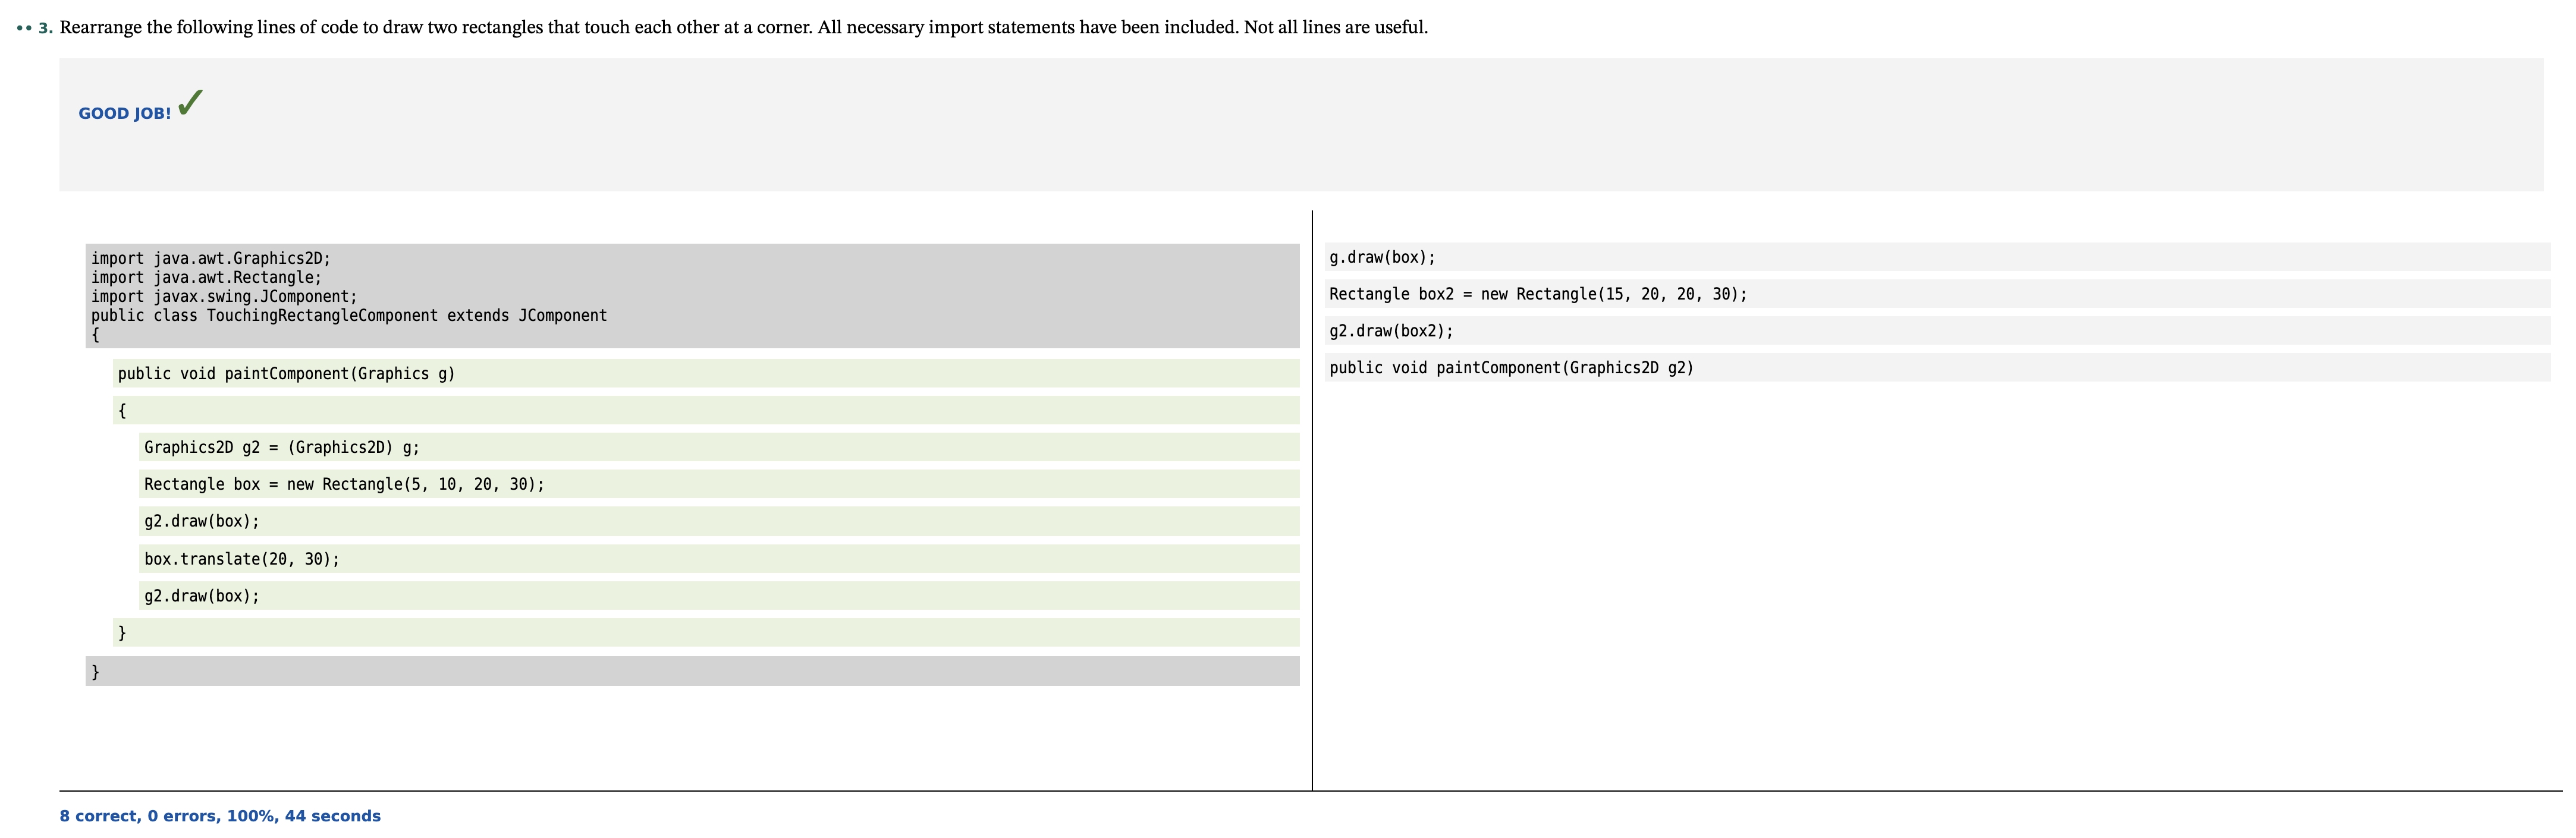 •• 3. Rearrange the following lines of code to draw two rectangles that touch each other at a corner. All necessary import statements have been included. Not all lines are useful.
GOOD JOB! ✓
import java.awt.Graphics2D;
import java.awt.Rectangle;
import javax.swing.JComponent;
public class TouchingRectangleComponent extends JComponent
{
public void paintComponent(Graphics g)
{
Graphics2D g2 = (Graphics2D) g;
Rectangle box = new Rectangle(5, 10, 20, 30);
g2.draw(box);
box.translate(20, 30);
g2.draw(box);
}
}
g.draw(box);
Rectangle box2 = new Rectangle(15, 20, 20, 30);
g2.draw(box2);
public void paintComponent(Graphics2D g2)
8 correct, 0 errors, 100%, 44 seconds